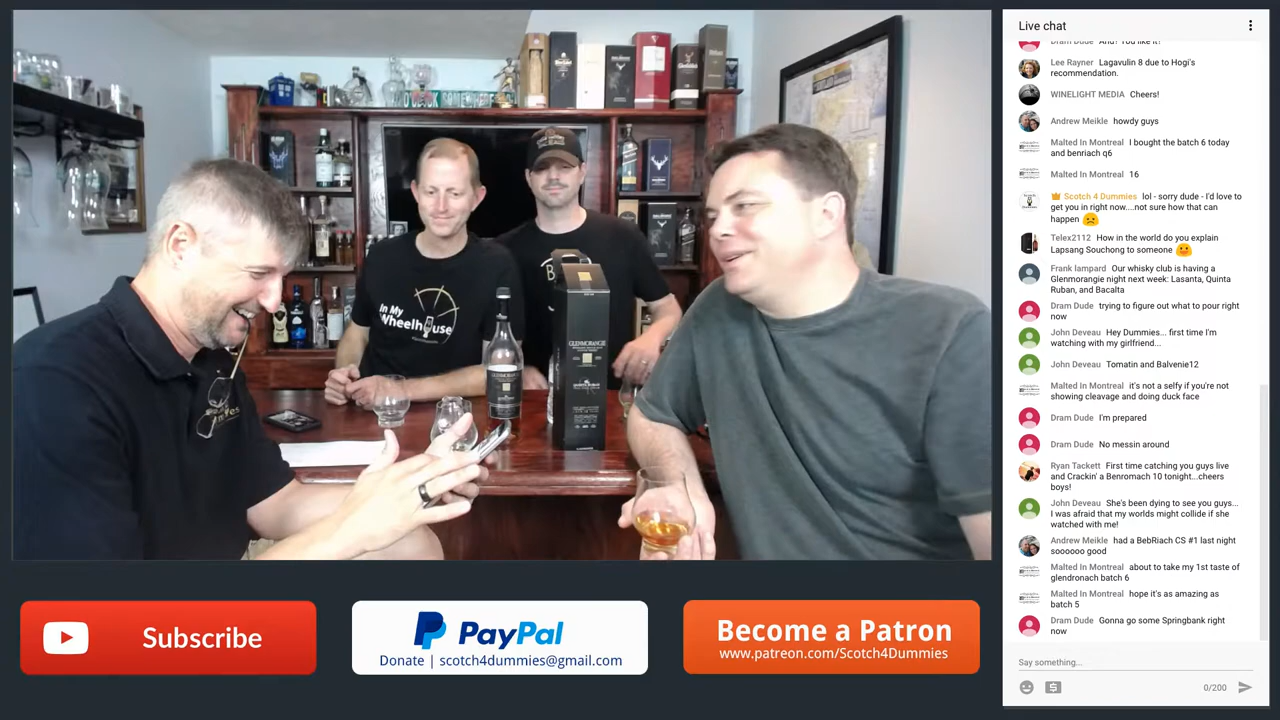 In My
Wheelhouse
GLENMORANGIE
GLENMORANGIE
Subscribe
PayPal
Donate | scotch4dummies@gmail.com
Become a Patron
www.patreon.com/Scotch4Dummies
Live chat
Dram Dude And? You like it?
Lee Rayner Lagavulin 8 due to Hogi's
recommendation.
WINELIGHT MEDIA Cheers!
Andrew Meikle howdy guys
Malted In Montreal I bought the batch 6 today
and benriach q6
Malted In Montreal 16
Scotch 4 Dummies lol - sorry dude - I'd love to
get you in right now....not sure how that can
happen
Telex2112 How in the world do you explain
Lapsang Souchong to someone
Frank lampard Our whisky club is having a
Glenmorangie night next week: Lasanta, Quinta
Ruban, and Bacalta
Dram Dude trying to figure out what to pour right
now
John Deveau Hey Dummies... first time I'm
watching with my girlfriend...
John Deveau Tomatin and Balvenie12
Malted In Montreal it's not a selfy if you're not
showing cleavage and doing duck face
Dram Dude I'm prepared
Dram Dude No messin around
Ryan Tackett First time catching you guys live
and Crackin' a Benromach 10 tonight...cheers
boys!
John Deveau She's been dying to see you guys...
I was afraid that my worlds might collide if she
watched with me!
Andrew Meikle had a BebRiach CS #1 last night
soooooo good
Malted In Montreal about to take my 1st taste of
glendronach batch 6
Malted In Montreal hope it's as amazing as
batch 5
Dram Dude Gonna go some Springbank right
now
Say something...
0/200